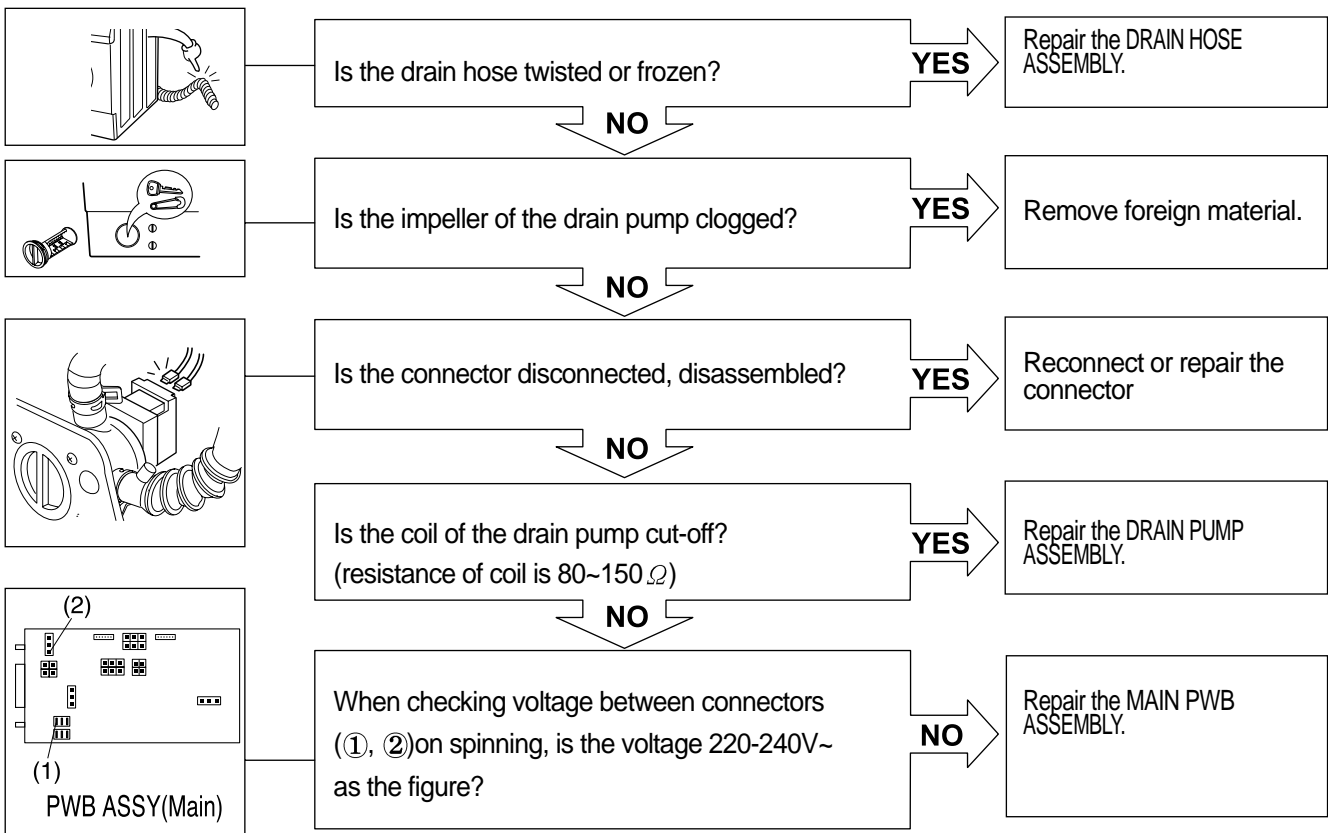 Is the drain hose twisted or frozen?
YES
Repair the DRAIN HOSE
ASSEMBLY.
NO
Is the impeller of the drain pump clogged?
YES
Remove foreign material.
NO
Is the connector disconnected, disassembled?
YES
Reconnect or repair the
connector
NO
Is the coil of the drain pump cut-off?
(resistance of coil is 80~150 Ω)
YES
Repair the DRAIN PUMP
ASSEMBLY.
NO
(2)
(1)
PWB ASSY(Main)
When checking voltage between connectors
(①, ②)on spinning, is the voltage 220-240V~
as the figure?
NO
Repair the MAIN PWB
ASSEMBLY.